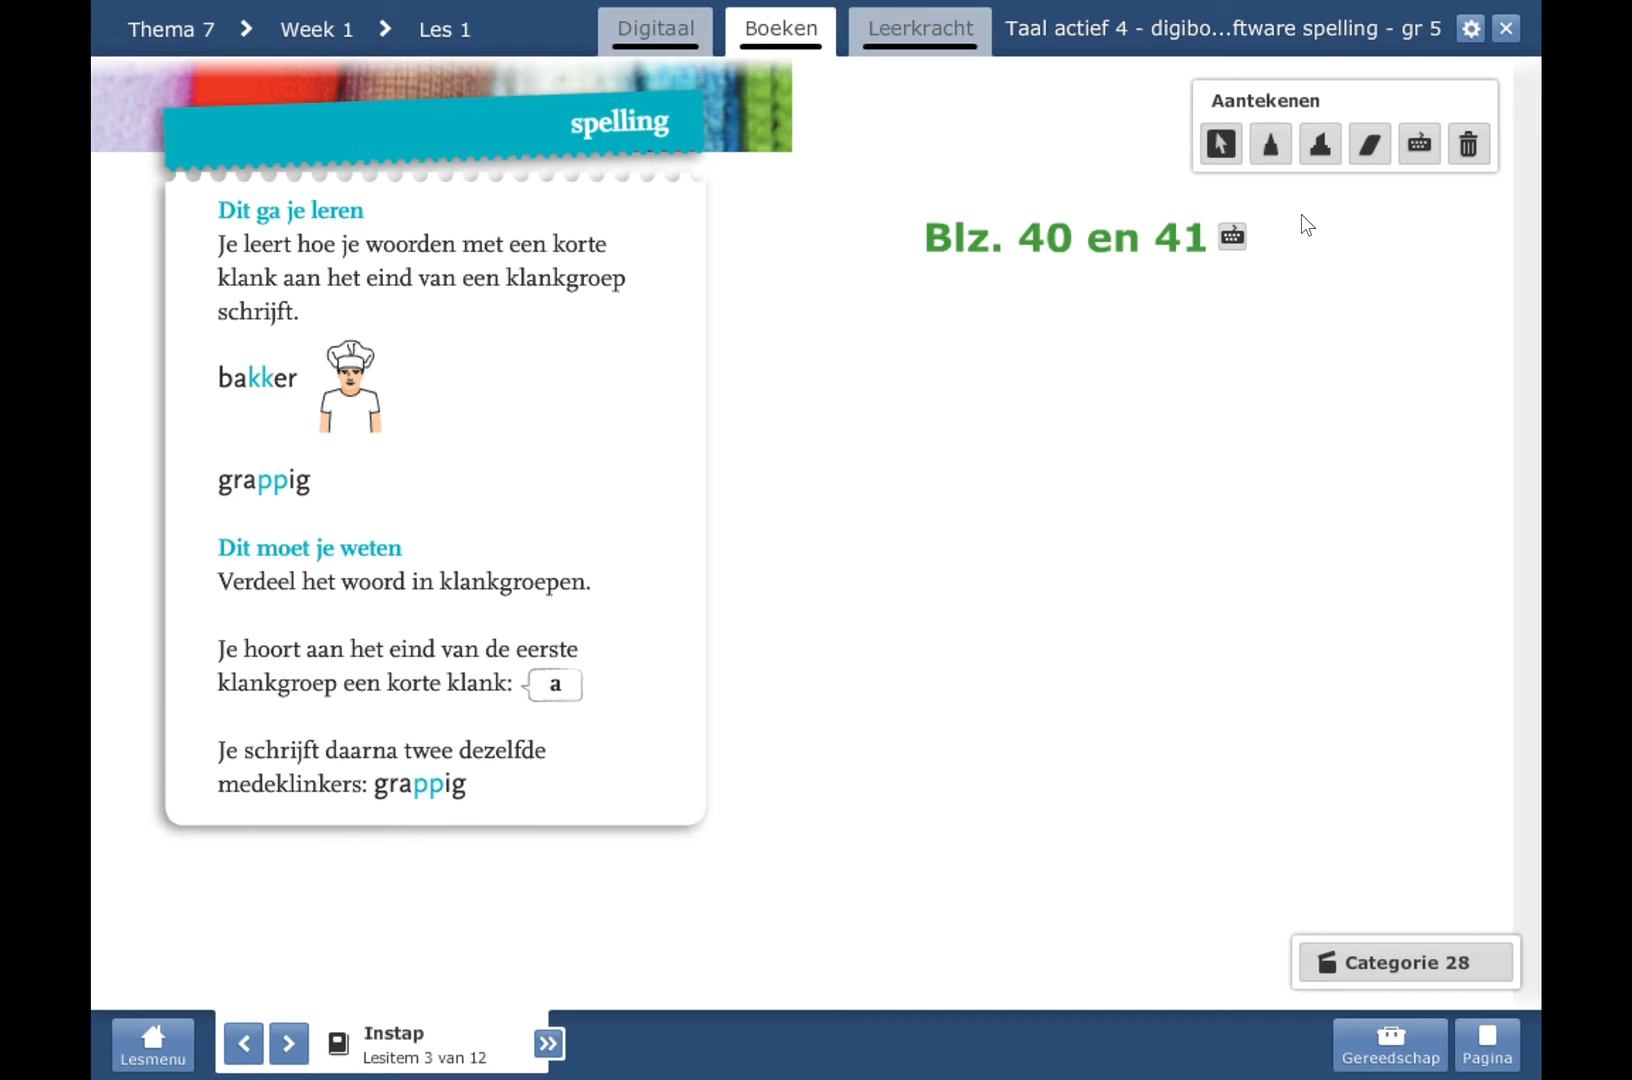 Thema 7 Week 1 Les 1 Digitaal Boeken Leerkracht Taal actief 4 - digibo...ftware spelling - gr 5
spelling
Aantekenen
Dit ga je leren
Je leert hoe je woorden met een korte
klank aan het eind van een klankgroep
schrijft.
bakker
grappig
Dit moet je weten
Verdeel het woord in klankgroepen.
Je hoort aan het eind van de eerste
klankgroep een korte klank: a
Je schrijft daarna twee dezelfde
medeklinkers: grappig
Blz. 40 en 41
Categorie 28
Lesmenu
Instap
Lesitem 3 van 12
Gereedschap
Pagina